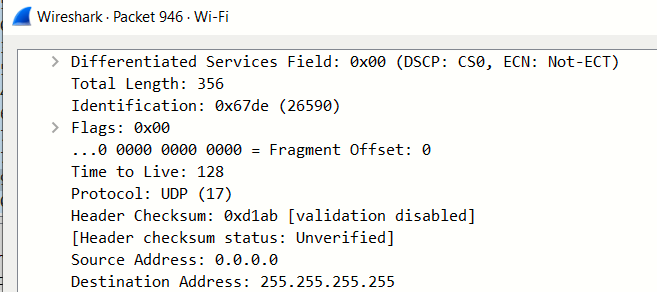 Wireshark · Packet 946 · Wi-Fi
Differentiated Services Field: 0x00 (DSCP: CS0, ECN: Not-ECT)
Total Length: 356
Identification: 0x67de (26590)
Flags: 0x00
...0 0000 0000 0000 = Fragment Offset: 0
Time to Live: 128
Protocol: UDP (17)
Header Checksum: 0xd1ab [validation disabled]
[Header checksum status: Unverified]
Source Address: 0.0.0.0
Destination Address: 255.255.255.255